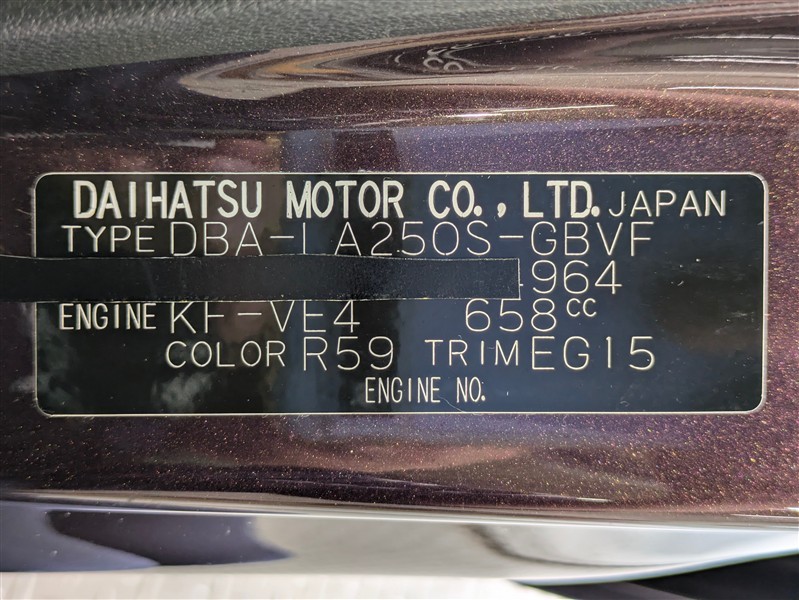 DAIHATSU MOTOR CO., LTD. JAPAN
TYPE DBA-LA250S-GBVF
964
ENGINE KF-VE4 658cc
COLOR R59 TRIM EG15
ENGINE NO.